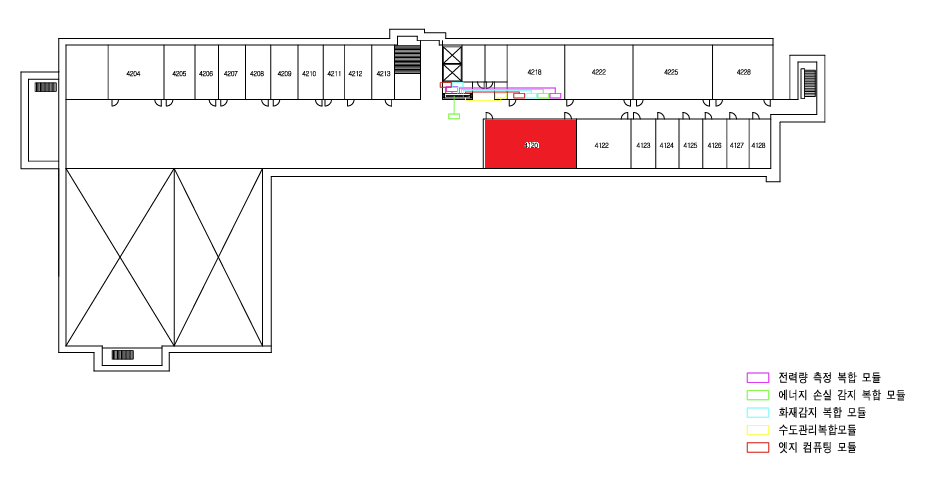 4204 4205 4206 4207 4208 4209 4210 4211 4212 4213 4218 4222 4225 4228
4120 4122 4123 4124 4125 4126 4127 4128
전력량 측정 복합 모듈
에너지 손실 감지 복합 모듈
화재감지 복합 모듈
수도관리복합모듈
엣지 컴퓨팅 모듈